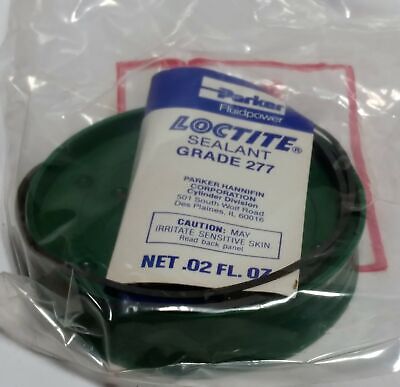 Parker
Fluidpower
LOCTITE®
SEALANT
GRADE 277
PARKER HANNIFIN
CORPORATION
Cylinder Division
501 South Wolf Road
Des Plaines, IL 60016
CAUTION: MAY
IRRITATE SENSITIVE SKIN
Read back panel
NET .02 FL. OZ.